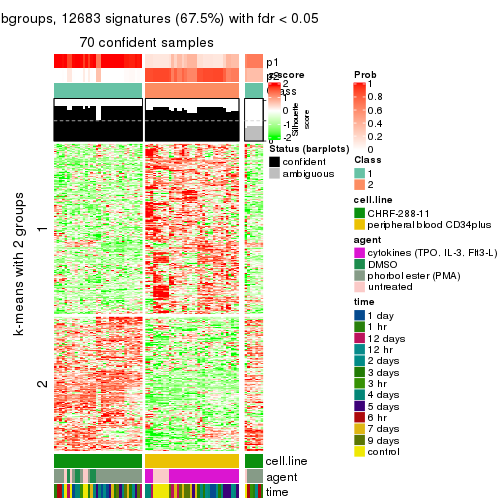 bgroups, 12683 signatures (67.5%) with fdr < 0.05
70 confident samples
p1
p2
Class
z-score
2
1
0
-1
-2
Silhouette
score
Status (barplots)
confident
ambiguous
Prob
1
0.8
0.6
0.4
0.2
0
Class
1
2
cell.line
CHRF-288-11
peripheral blood CD34plus
agent
cytokines (TPO, IL-3, Flt3-L)
DMSO
phorbol ester (PMA)
untreated
time
1 day
1 hr
12 days
12 hr
2 days
3 days
3 hr
4 days
5 days
6 hr
7 days
9 days
control
k-means with 2 groups
1
2
cell.line
agent
time